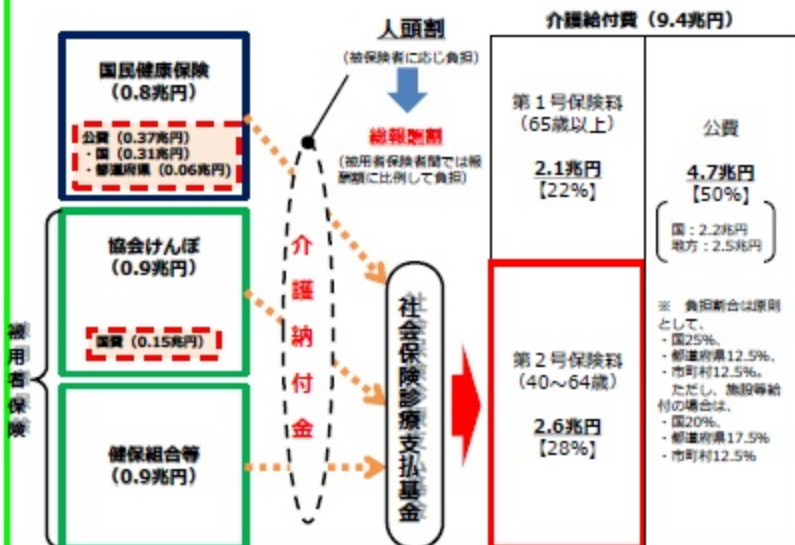 介護給付費（9.4兆円）
人頭割
（被保険者に応じ負担）
総報酬割
（被用者保険者間では報
酬額に比例して負担）
国民健康保険
（0.8兆円）
公費（0.37兆円）
・国（0.31兆円）
・都道府県（0.06兆円）
被用者保険
協会けんぽ
（0.9兆円）
国費（0.15兆円）
健保組合等
（0.9兆円）
介護納付金
社会保険診療支払基金
第１号保険料
（65歳以上）
2.1兆円
【22%】
第２号保険料
（40～64歳）
2.6兆円
【28%】
公費
4.7兆円
【50%】
国：2.2兆円
地方：2.5兆円
※　負担割合は原則
として、
・国25%、
・都道府県12.5%、
・市町村12.5%。
ただし、施設等給
付の場合は、
・国20%、
・都道府県17.5%
・市町村12.5%